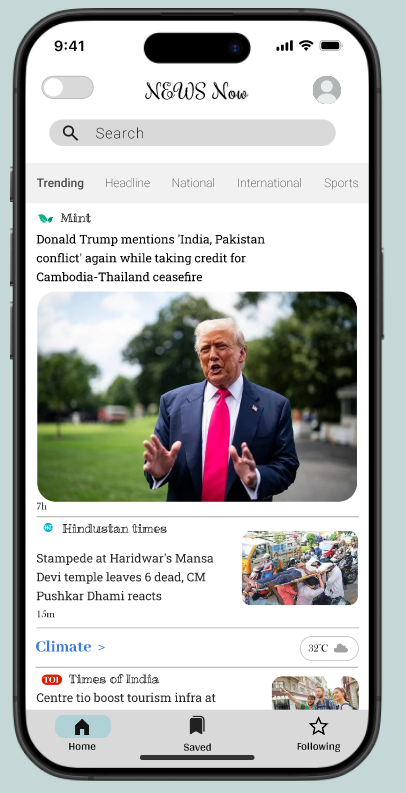 9:41
NEWS Now
Search
Trending Headline National International Sports
Mint
Donald Trump mentions 'India, Pakistan
conflict' again while taking credit for
Cambodia-Thailand ceasefire
7h
Hindustan times
Stampede at Haridwar's Mansa
Devi temple leaves 6 dead, CM
Pushkar Dhami reacts
15m
Climate >
32°C
TOI Times of India
Centre tio boost tourism infra at
Home Saved Following